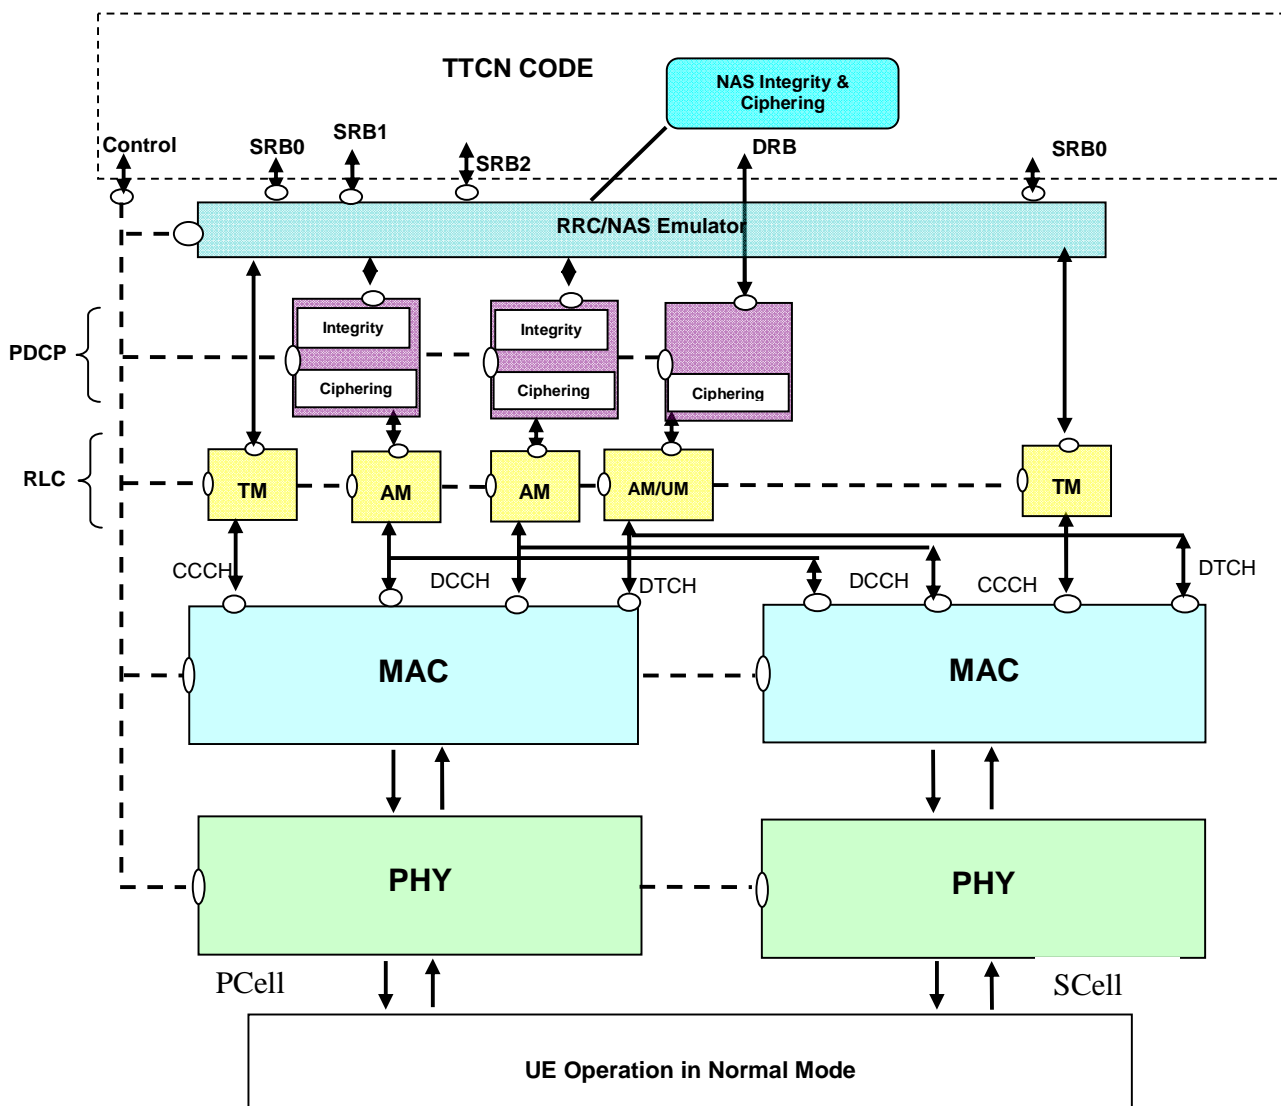 TTCN CODE
NAS Integrity &
Ciphering
Control
SRB0
SRB1
SRB2
DRB
SRB0
RRC/NAS Emulator
PDCP
Integrity
Ciphering
Integrity
Ciphering
Ciphering
RLC
TM
AM
AM
AM/UM
TM
CCCH
DCCH
DTCH
DCCH
CCCH
DTCH
MAC
MAC
PHY
PHY
PCell
SCell
UE Operation in Normal Mode